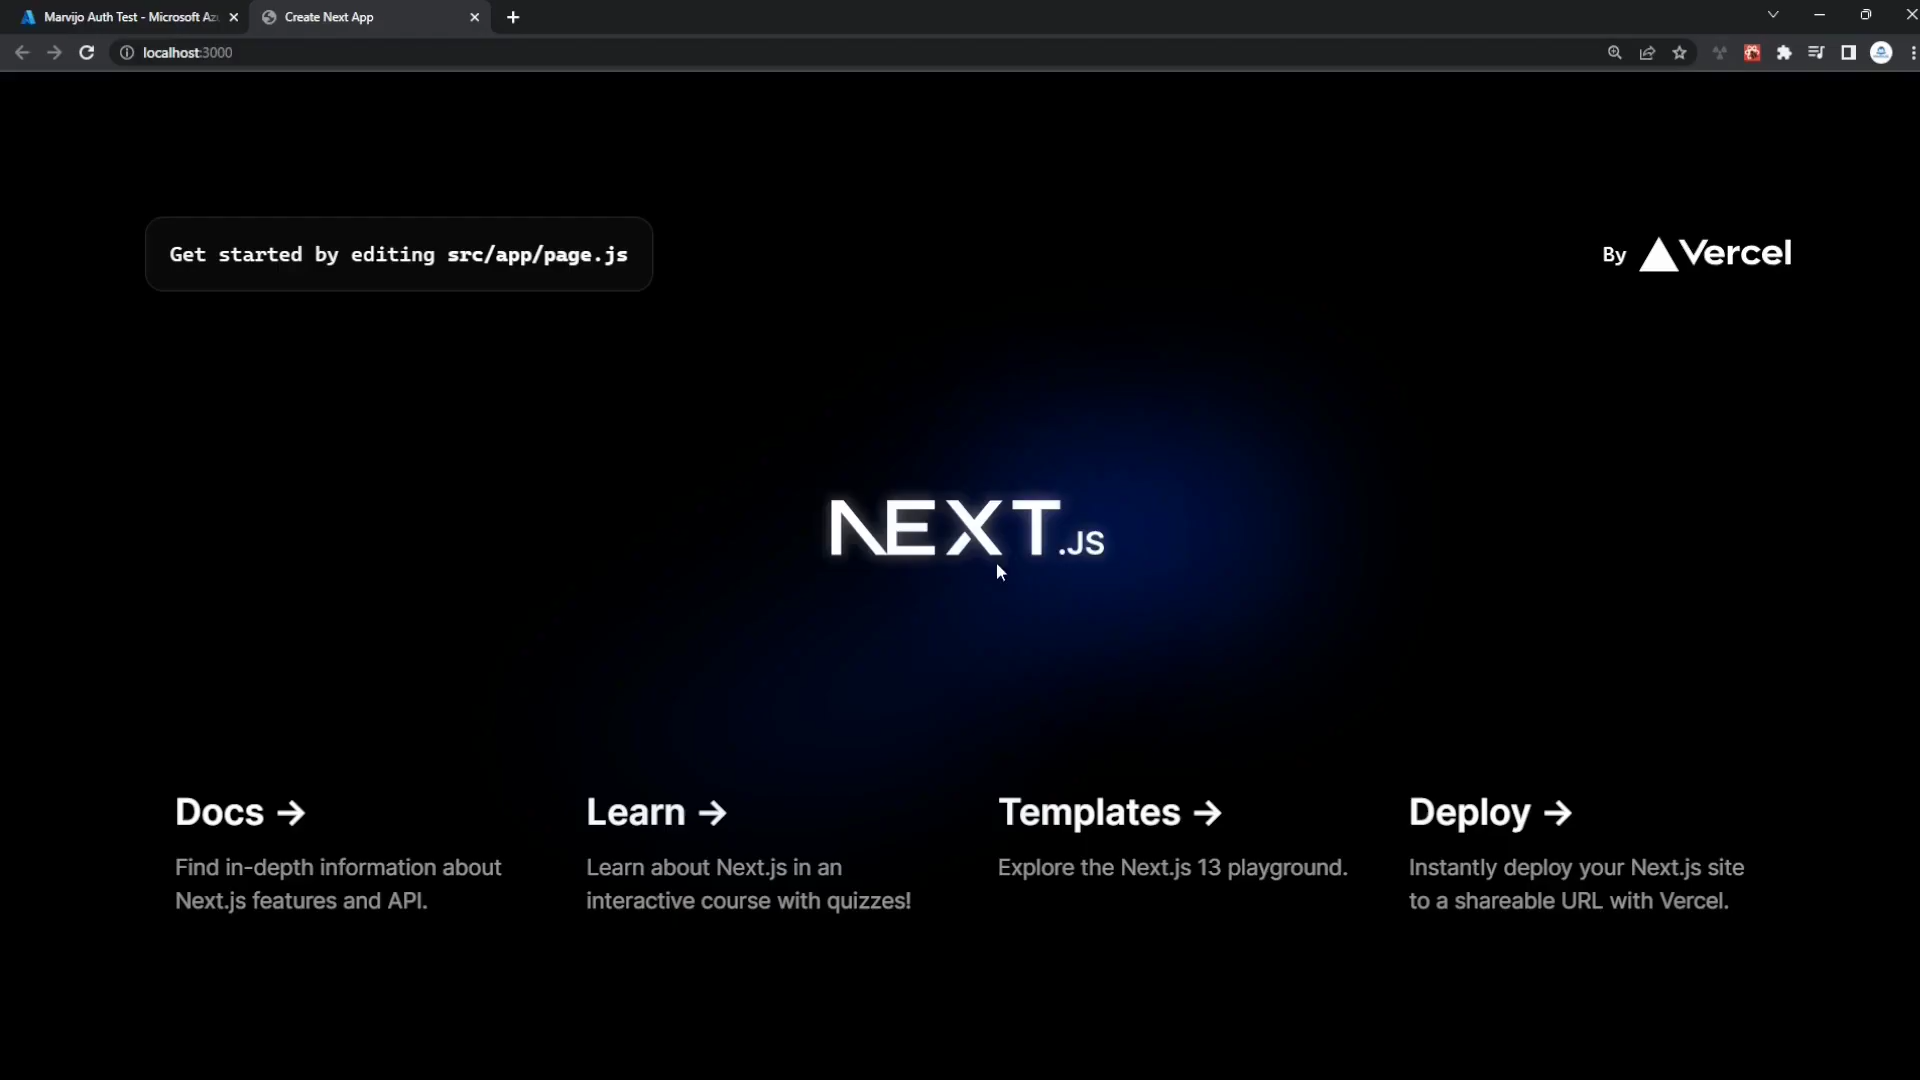 Marvijo Auth Test - Microsoft Az
Create Next App
localhost:3000
Get started by editing src/app/page.js
By Vercel
NEXT.JS
Docs ->
Find in-depth information about
Next.js features and API.
Learn ->
Learn about Next.js in an
interactive course with quizzes!
Templates ->
Explore the Next.js 13 playground.
Deploy ->
Instantly deploy your Next.js site
to a shareable URL with Vercel.